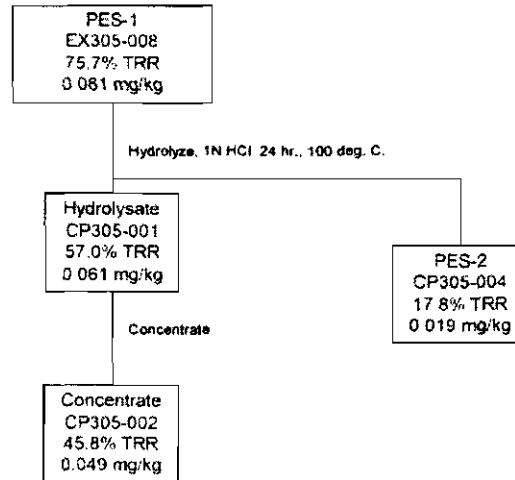 PES-1
EX305-008
75.7% TRR
0 081 mg/kg
Hydrolyze, 1N HCl 24 hr., 100 deg. C.
Hydrolysate
CP305-001
57.0% TRR
0 061 mg/kg
PES-2
CP305-004
17 8% TRR
0 019 mg/kg
Concentrate
Concentrate
CP305-002
45.8% TRR
0.049 mg/kg